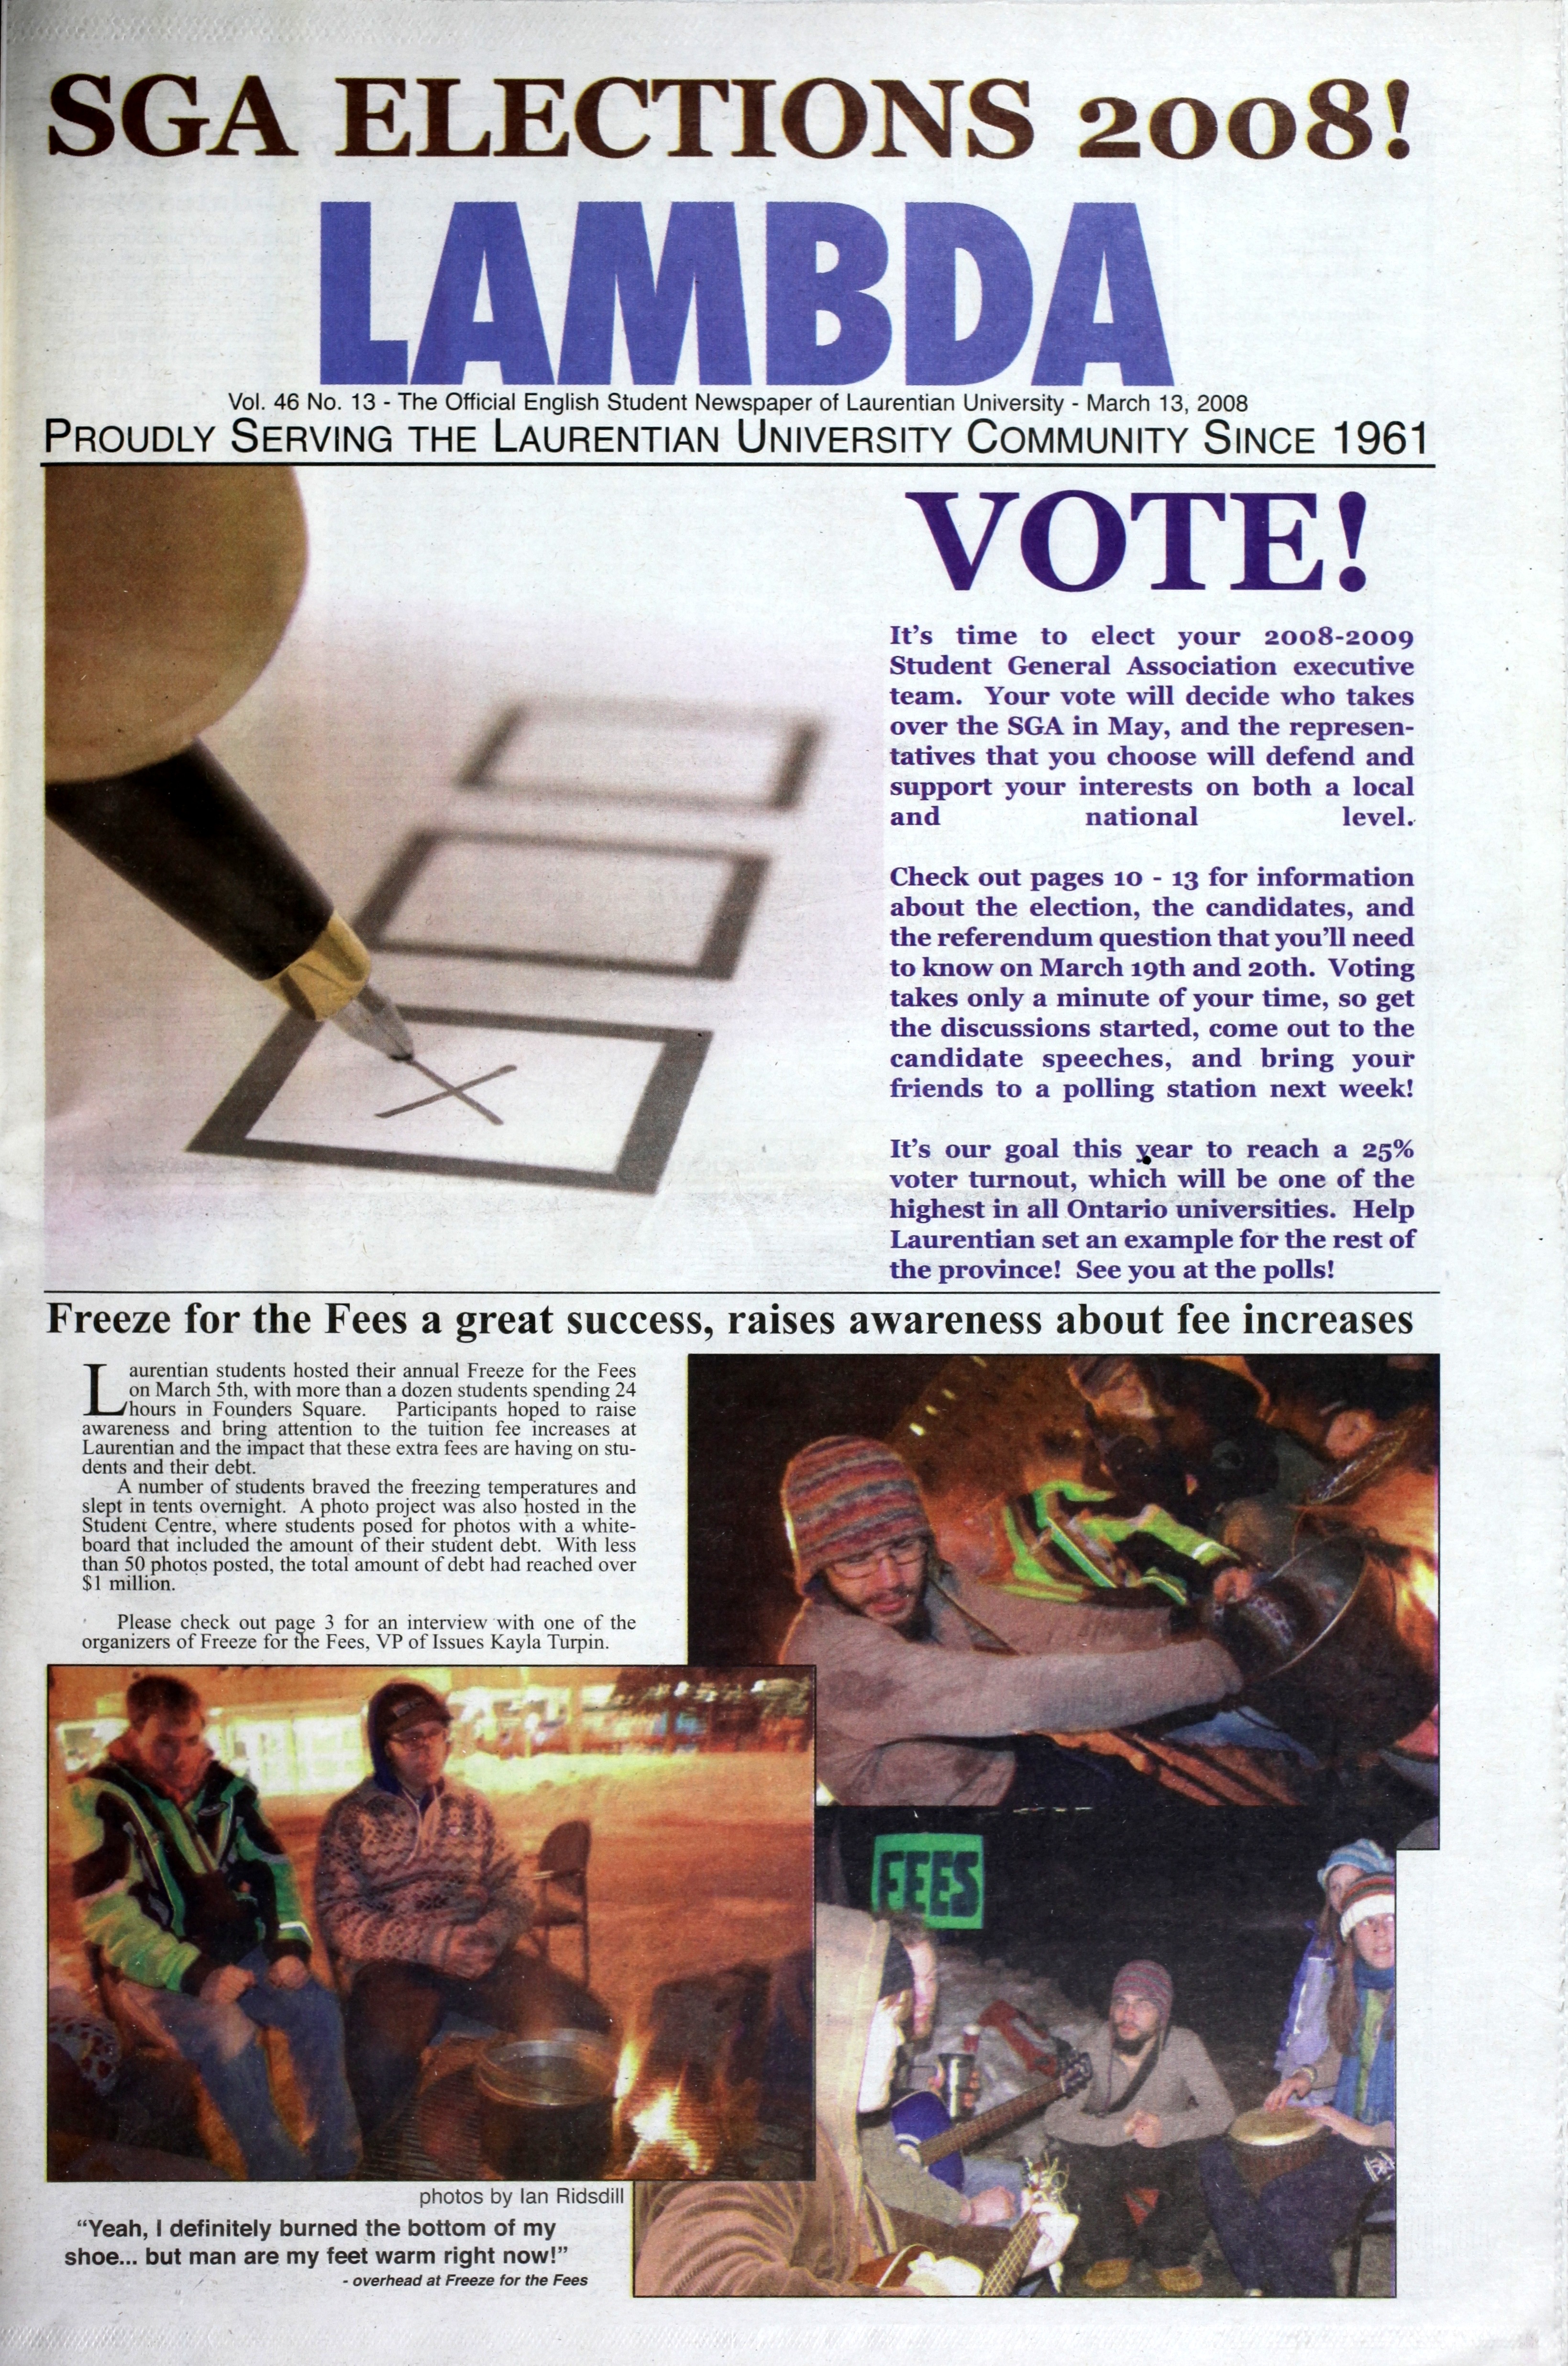 SGA ELECTIONS 2008!
LAMBDA
Vol. 46 No. 13 - The Official English Student Newspaper of Laurentian University - March 13, 2008
PROUDLY SERVING THE LAURENTIAN UNIVERSITY COMMUNITY SINCE 1961
VOTE!
It's time to elect your 2008-2009
Student General Association executive
team. Your vote will decide who takes
over the SGA in May, and the represen-
tatives that you choose will defend and
support your interests on both a local
and national level.
Check out pages 10 - 13 for information
about the election, the candidates, and
the referendum question that you'll need
to know on March 19th and 20th. Voting
takes only a minute of your time, so get
the discussions started, come out to the
candidate speeches, and bring your
friends to a polling station next week!
It's our goal this year to reach a 25%
voter turnout, which will be one of the
highest in all Ontario universities. Help
Laurentian set an example for the rest of
the province! See you at the polls!
Freeze for the Fees a great success, raises awareness about fee increases
Laurentian students hosted their annual Freeze for the Fees
on March 5th, with more than a dozen students spending 24
hours in Founders Square. Participants hoped to raise
awareness and bring attention to the tuition fee increases at
Laurentian and the impact that these extra fees are having on stu-
dents and their debt.
A number of students braved the freezing temperatures and
slept in tents overnight. A photo project was also hosted in the
Student Centre, where students posed for photos with a white-
board that included the amount of their student debt. With less
than 50 photos posted, the total amount of debt had reached over
$1 million.
Please check out page 3 for an interview with one of the
organizers of Freeze for the Fees, VP of Issues Kayla Turpin.
FEES
photos by Ian Ridsdill
"Yeah, I definitely burned the bottom of my
shoe... but man are my feet warm right now!"
- overhead at Freeze for the Fees